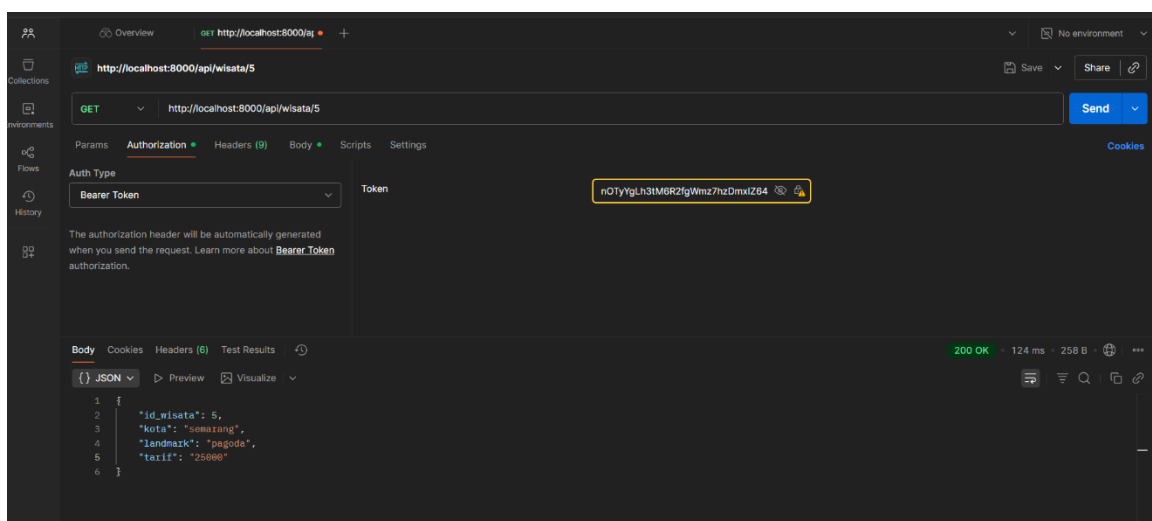 Overview
GET http://localhost:8000/ap
No environment
http://localhost:8000/api/wisata/5
Save
Share
Collections
GET
http://localhost:8000/api/wisata/5
Send
nvironments
Params Authorization Headers (9) Body Scripts Settings
Cookies
Flows
Auth Type
Bearer Token
Token
nOTyYgLh3tM6R2fgWmz7hzDmxIZ64
History
The authorization header will be automatically generated
when you send the request. Learn more about Bearer Token
authorization.
Body Cookies Headers (6) Test Results
200 OK 124 ms 258 B
{} JSON Preview Visualize
1 {
2 "id_wisata": 5,
3 "kota": "semarang",
4 "landmark": "pagoda",
5 "tarif": "25000"
6 }